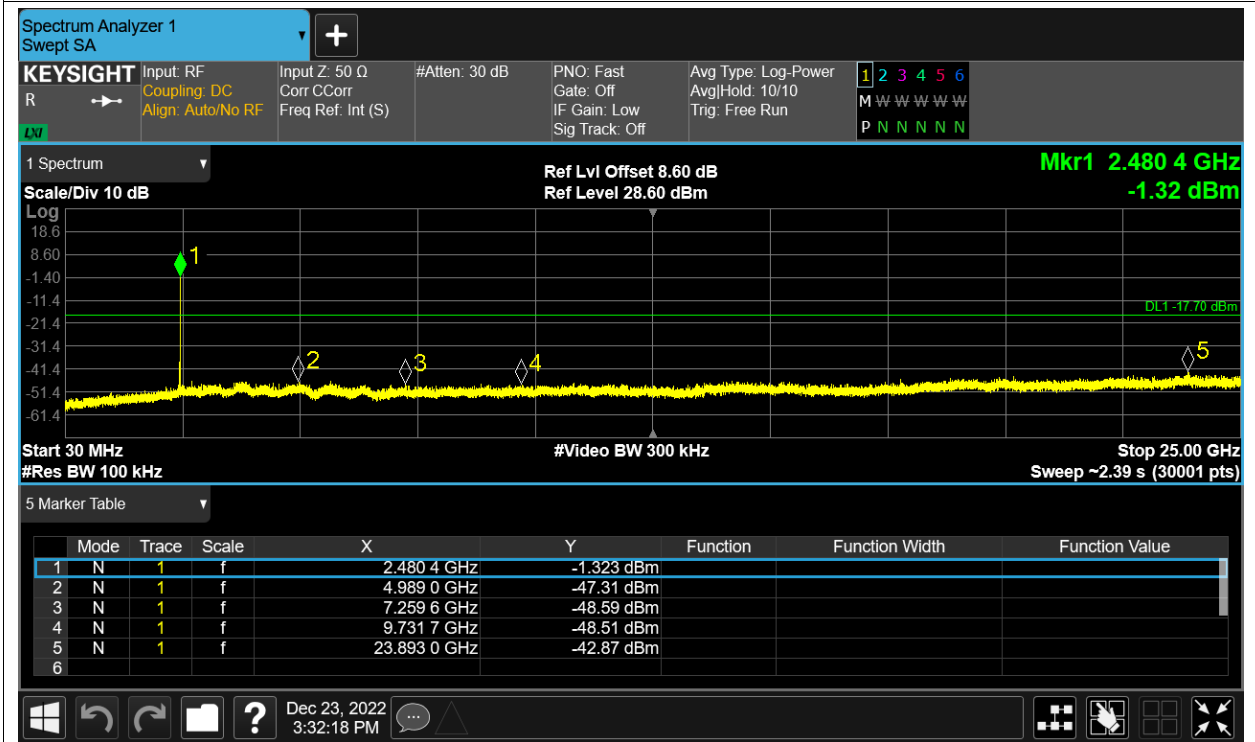 Spectrum Analyzer 1
Swept SA
+
KEYSIGHT
R
LXI
Input: RF
Coupling: DC
Align: Auto/No RF
Input Z: 50 Ω
Corr CCorr
Freq Ref: Int (S)
#Atten: 30 dB
PNO: Fast
Gate: Off
IF Gain: Low
Sig Track: Off
Avg Type: Log-Power
Avg|Hold: 10/10
Trig: Free Run
1 2 3 4 5 6
M W W W W W
P N N N N N
1 Spectrum
Scale/Div 10 dB
Ref Lvl Offset 8.60 dB
Ref Level 28.60 dBm
Mkr1 2.480 4 GHz
-1.32 dBm
Log
18.6
8.60
-1.40
-11.4
-21.4
-31.4
-41.4
-51.4
-61.4
1
2
3
4
5
DL1 -17.70 dBm
Start 30 MHz
#Res BW 100 kHz
#Video BW 300 kHz
Stop 25.00 GHz
Sweep ~2.39 s (30001 pts)
5 Marker Table
Mode Trace Scale X Y Function Function Width Function Value
1 N 1 f 2.480 4 GHz -1.323 dBm
2 N 1 f 4.989 0 GHz -47.31 dBm
3 N 1 f 7.259 6 GHz -48.59 dBm
4 N 1 f 9.731 7 GHz -48.51 dBm
5 N 1 f 23.893 0 GHz -42.87 dBm
6
?
Dec 23, 2022
3:32:18 PM